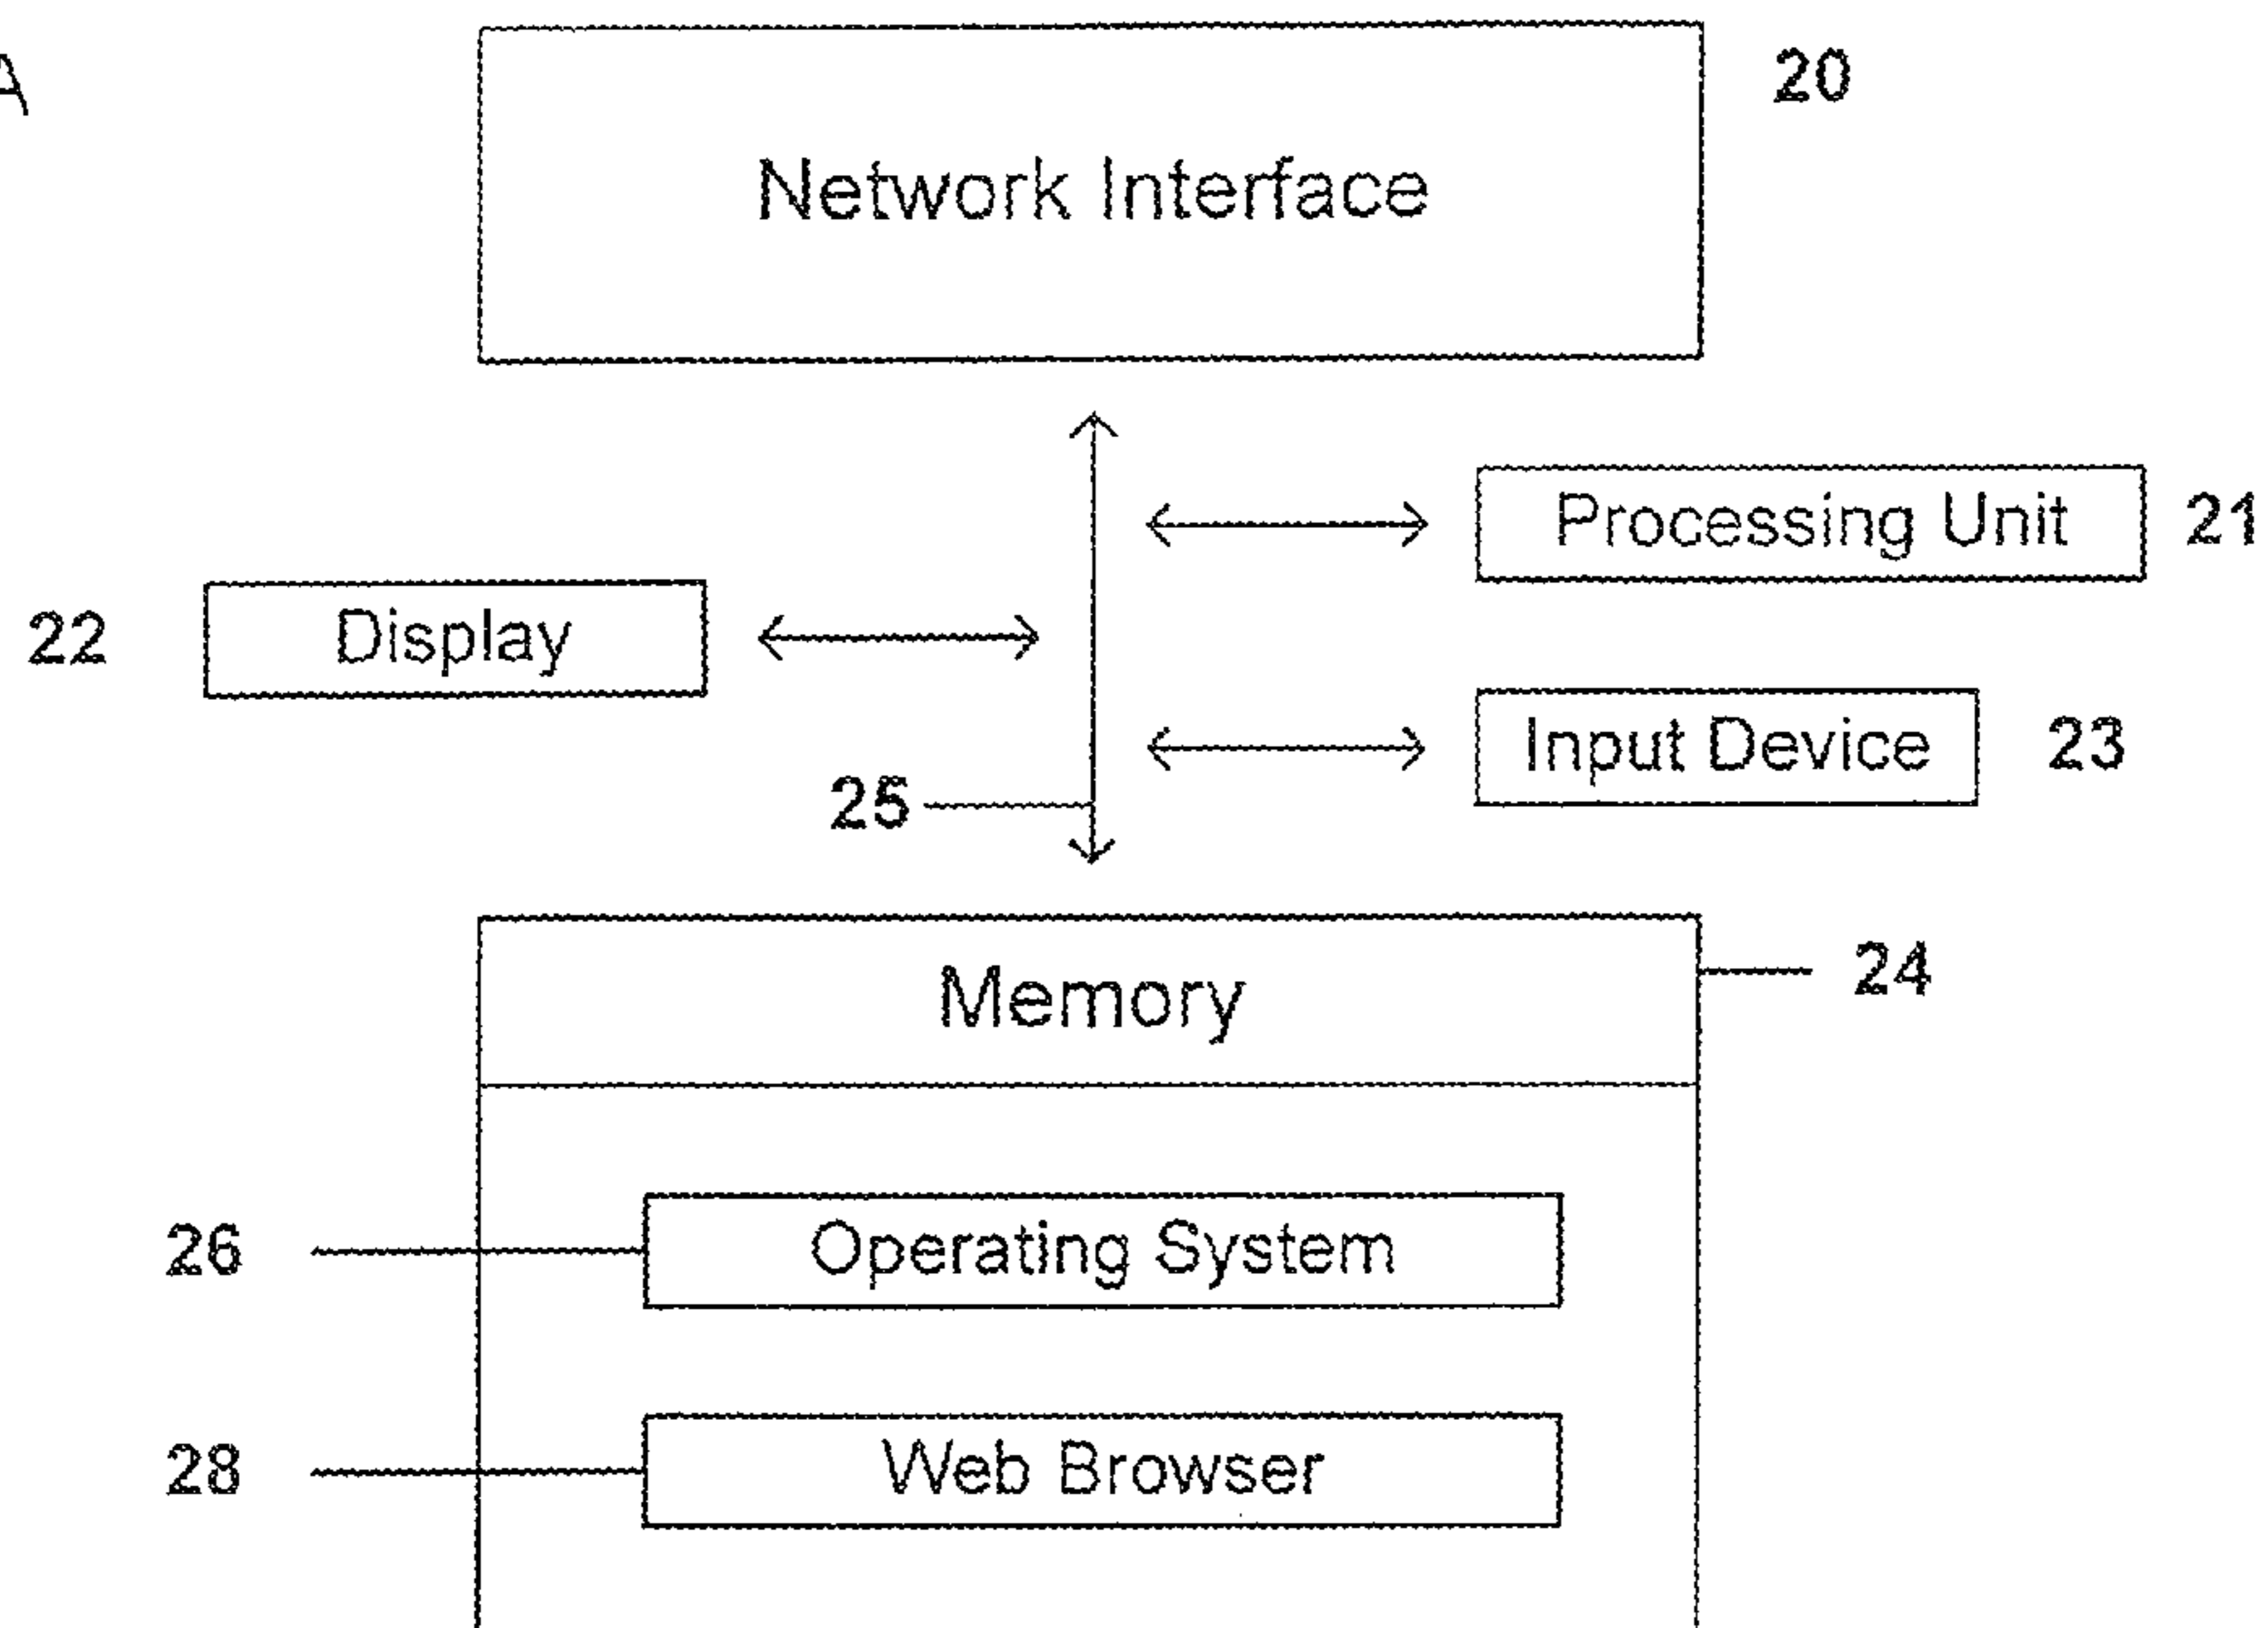 A
20
Network Interface
Processing Unit 21
22 Display
Input Device 23
25
24
Memory
26 Operating System
28 Web Browser